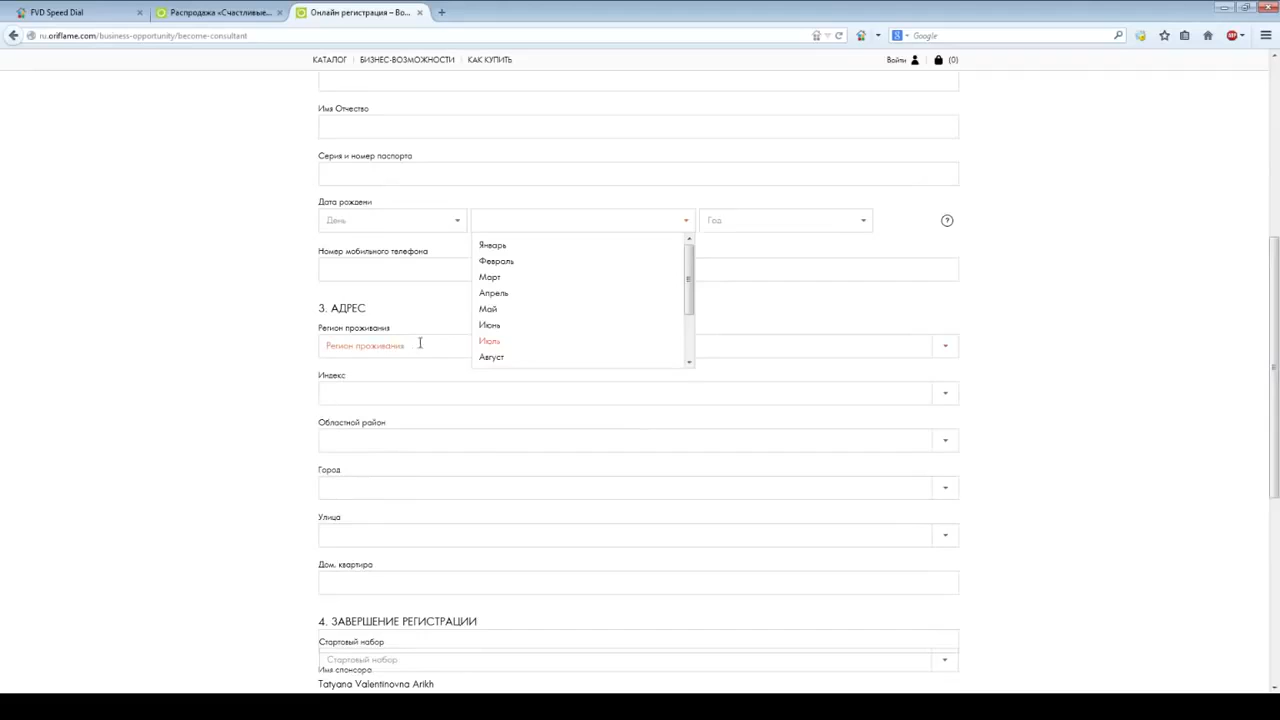 FVD Speed Dial
Распродажа «Счастливые...
Онлайн регистрация – Во...
ru.oriflame.com/business-opportunity/become-consultant
Google
КАТАЛОГ | БИЗНЕС-ВОЗМОЖНОСТИ | КАК КУПИТЬ
Войти
(0)
Имя Отчество
Серия и номер паспорта
Дата рождени
День
Год
?
Январь
Февраль
Март
Апрель
Май
Июнь
Июль
Август
Номер мобильного телефона
3. АДРЕС
Регион проживания
Регион проживания
Индекс
Областной район
Город
Улица
Дом, квартира
4. ЗАВЕРШЕНИЕ РЕГИСТРАЦИИ
Стартовый набор
Стартовый набор
Имя спонсора
Tatyana Valentinovna Arikh